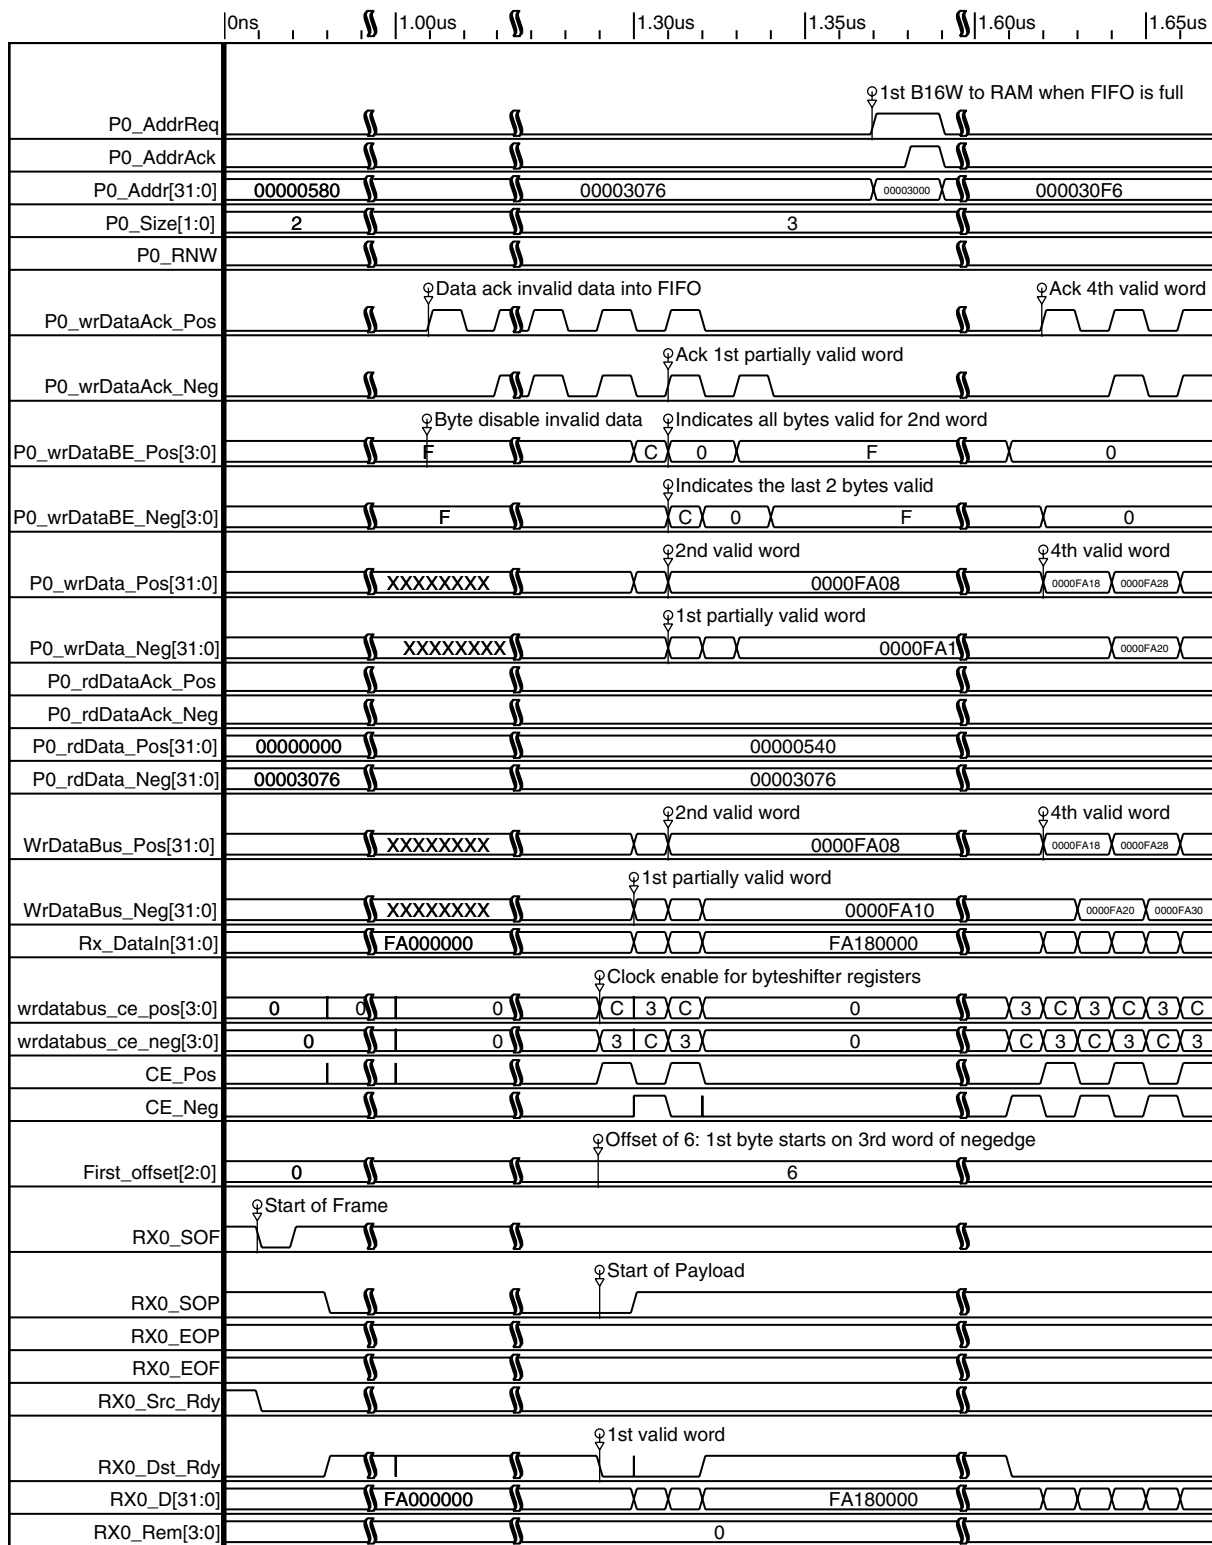 0ns 1.00us 1.30us 1.35us 1.60us 1.65us
1st B16W to RAM when FIFO is full
P0_AddrReq
P0_AddrAck
P0_Addr[31:0] 00000580 00003076 00003000 000030F6
P0_Size[1:0] 2 3
P0_RNW
Data ack invalid data into FIFO Ack 4th valid word
P0_wrDataAck_Pos
Ack 1st partially valid word
P0_wrDataAck_Neg
Byte disable invalid data Indicates all bytes valid for 2nd word
P0_wrDataBE_Pos[3:0] F C 0 F 0
Indicates the last 2 bytes valid
P0_wrDataBE_Neg[3:0] F C 0 F 0
2nd valid word 4th valid word
P0_wrData_Pos[31:0] XXXXXXXX 0000FA08 0000FA18 0000FA28
1st partially valid word
P0_wrData_Neg[31:0] XXXXXXXX 0000FA1 0000FA20
P0_rdDataAck_Pos
P0_rdDataAck_Neg
P0_rdData_Pos[31:0] 00000000 00000540
P0_rdData_Neg[31:0] 00003076 00003076
2nd valid word 4th valid word
WrDataBus_Pos[31:0] XXXXXXXX 0000FA08 0000FA18 0000FA28
1st partially valid word
WrDataBus_Neg[31:0] XXXXXXXX 0000FA10 0000FA20 0000FA30
Rx_DataIn[31:0] FA000000 FA180000
Clock enable for byteshifter registers
wrdatabus_ce_pos[3:0] 0 0 0 C 3 C 0 3 C 3 C 3 C
wrdatabus_ce_neg[3:0] 0 0 3 C 3 0 C 3 C 3 C 3
CE_Pos
CE_Neg
Offset of 6: 1st byte starts on 3rd word of negedge
First_offset[2:0] 0 6
Start of Frame
RX0_SOF
Start of Payload
RX0_SOP
RX0_EOP
RX0_EOF
RX0_Src_Rdy
1st valid word
RX0_Dst_Rdy
RX0_D[31:0] FA000000 FA180000
RX0_Rem[3:0] 0